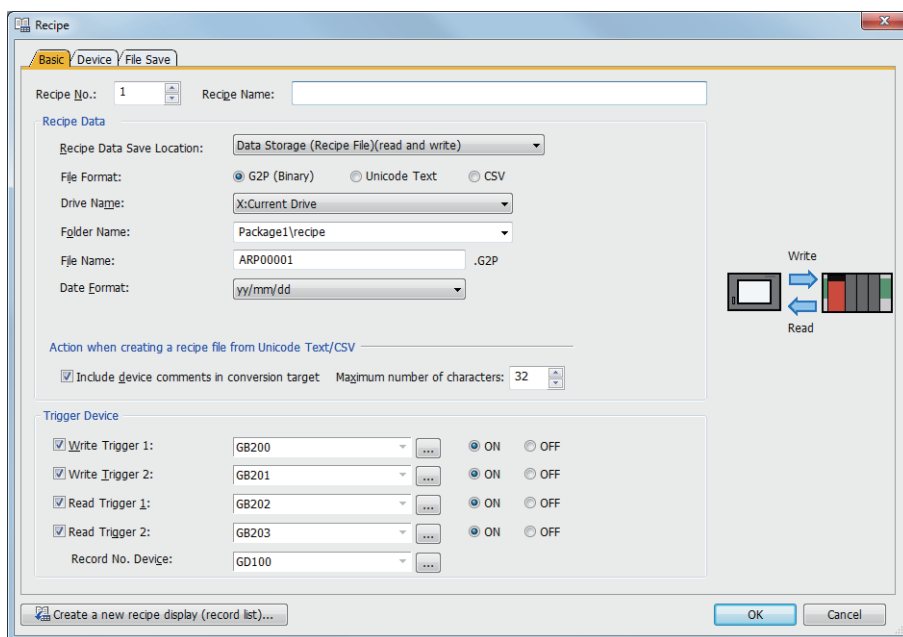 Recipe
Basic Device File Save
Recipe No.: 1 Recipe Name:
Recipe Data
Recipe Data Save Location: Data Storage (Recipe File)(read and write)
File Format: G2P (Binary) Unicode Text CSV
Drive Name: X:Current Drive
Folder Name: Package1\recipe
File Name: ARP00001 .G2P
Date Format: yy/mm/dd
Write
Read
Action when creating a recipe file from Unicode Text/CSV
Include device comments in conversion target Maximum number of characters: 32
Trigger Device
Write Trigger 1: GB200 ... ON OFF
Write Trigger 2: GB201 ... ON OFF
Read Trigger 1: GB202 ... ON OFF
Read Trigger 2: GB203 ... ON OFF
Record No. Device: GD100 ...
Create a new recipe display (record list)... OK Cancel